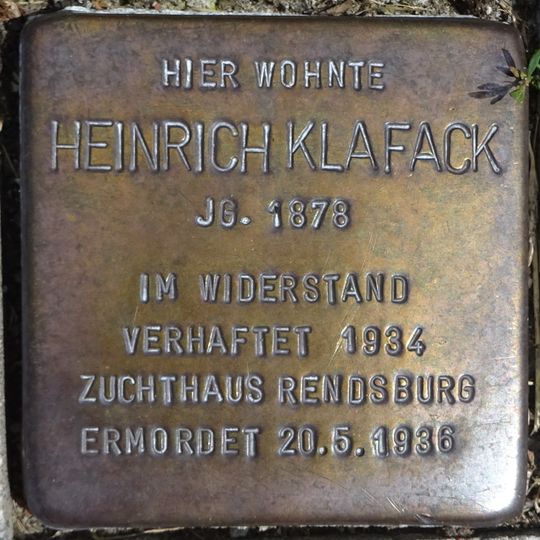 HIER WOHNTE
HEINRICH KLAFACK
JG. 1878
IM WIDERSTAND
VERHAFTET 1934
ZUCHTHAUS RENDSBURG
ERMORDET 20.5.1936